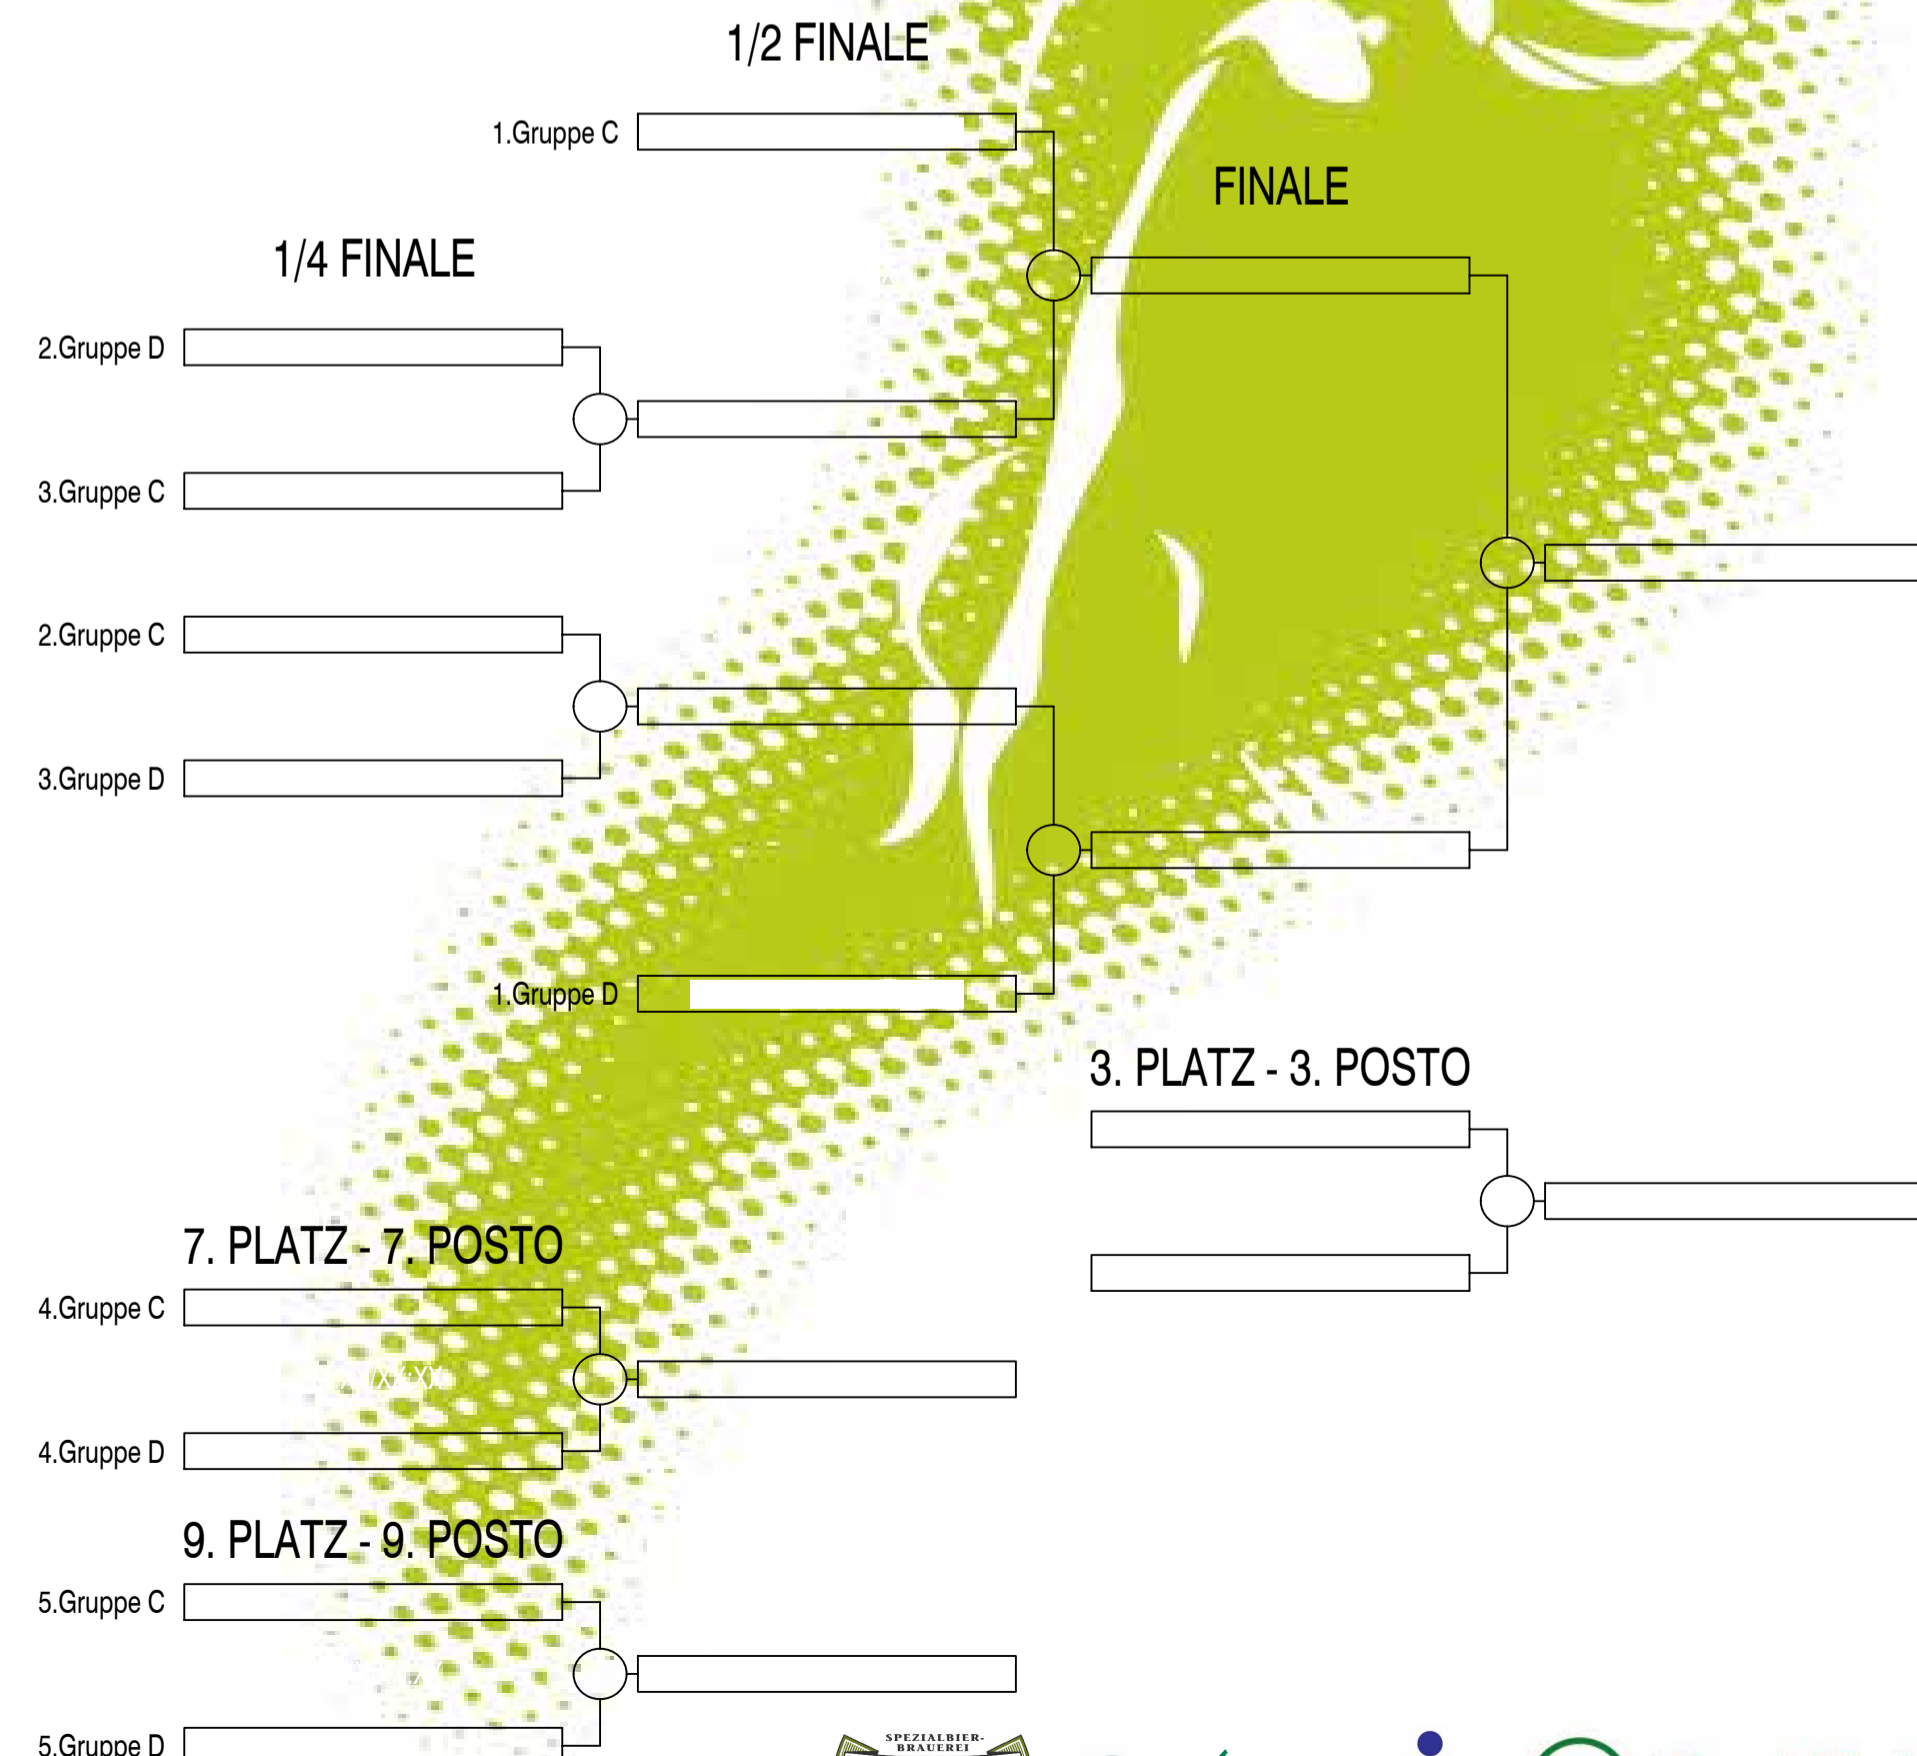 1/2 FINALE
1.Gruppe C
FINALE
1/4 FINALE
2.Gruppe D
3.Gruppe C
2.Gruppe C
3.Gruppe D
1.Gruppe D
3. PLATZ - 3. POSTO
7. PLATZ - 7. POSTO
4.Gruppe C
4.Gruppe D
9. PLATZ - 9. POSTO
5.Gruppe C
5.Gruppe D
SPEZIALBIER-
BRAUEREI